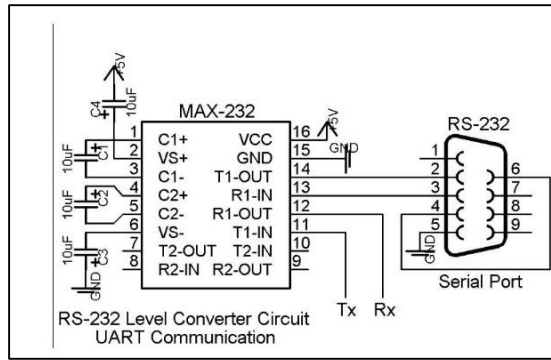 +5V
C4
10uF
MAX-232
RS-232
1 C1+ VCC 16 +5V
2 VS+ GND 15 GND
3 C1- T1-OUT 14
4 C2+ R1-IN 13
5 C2- R1-OUT 12
6 VS- T1-IN 11
7 T2-OUT T2-IN 10
8 R2-IN R2-OUT 9
10uF C1
10uF C2
10uF C3
GND
1
2
3
4
5
6
7
8
9
GND
Serial Port
Tx Rx
RS-232 Level Converter Circuit
UART Communication